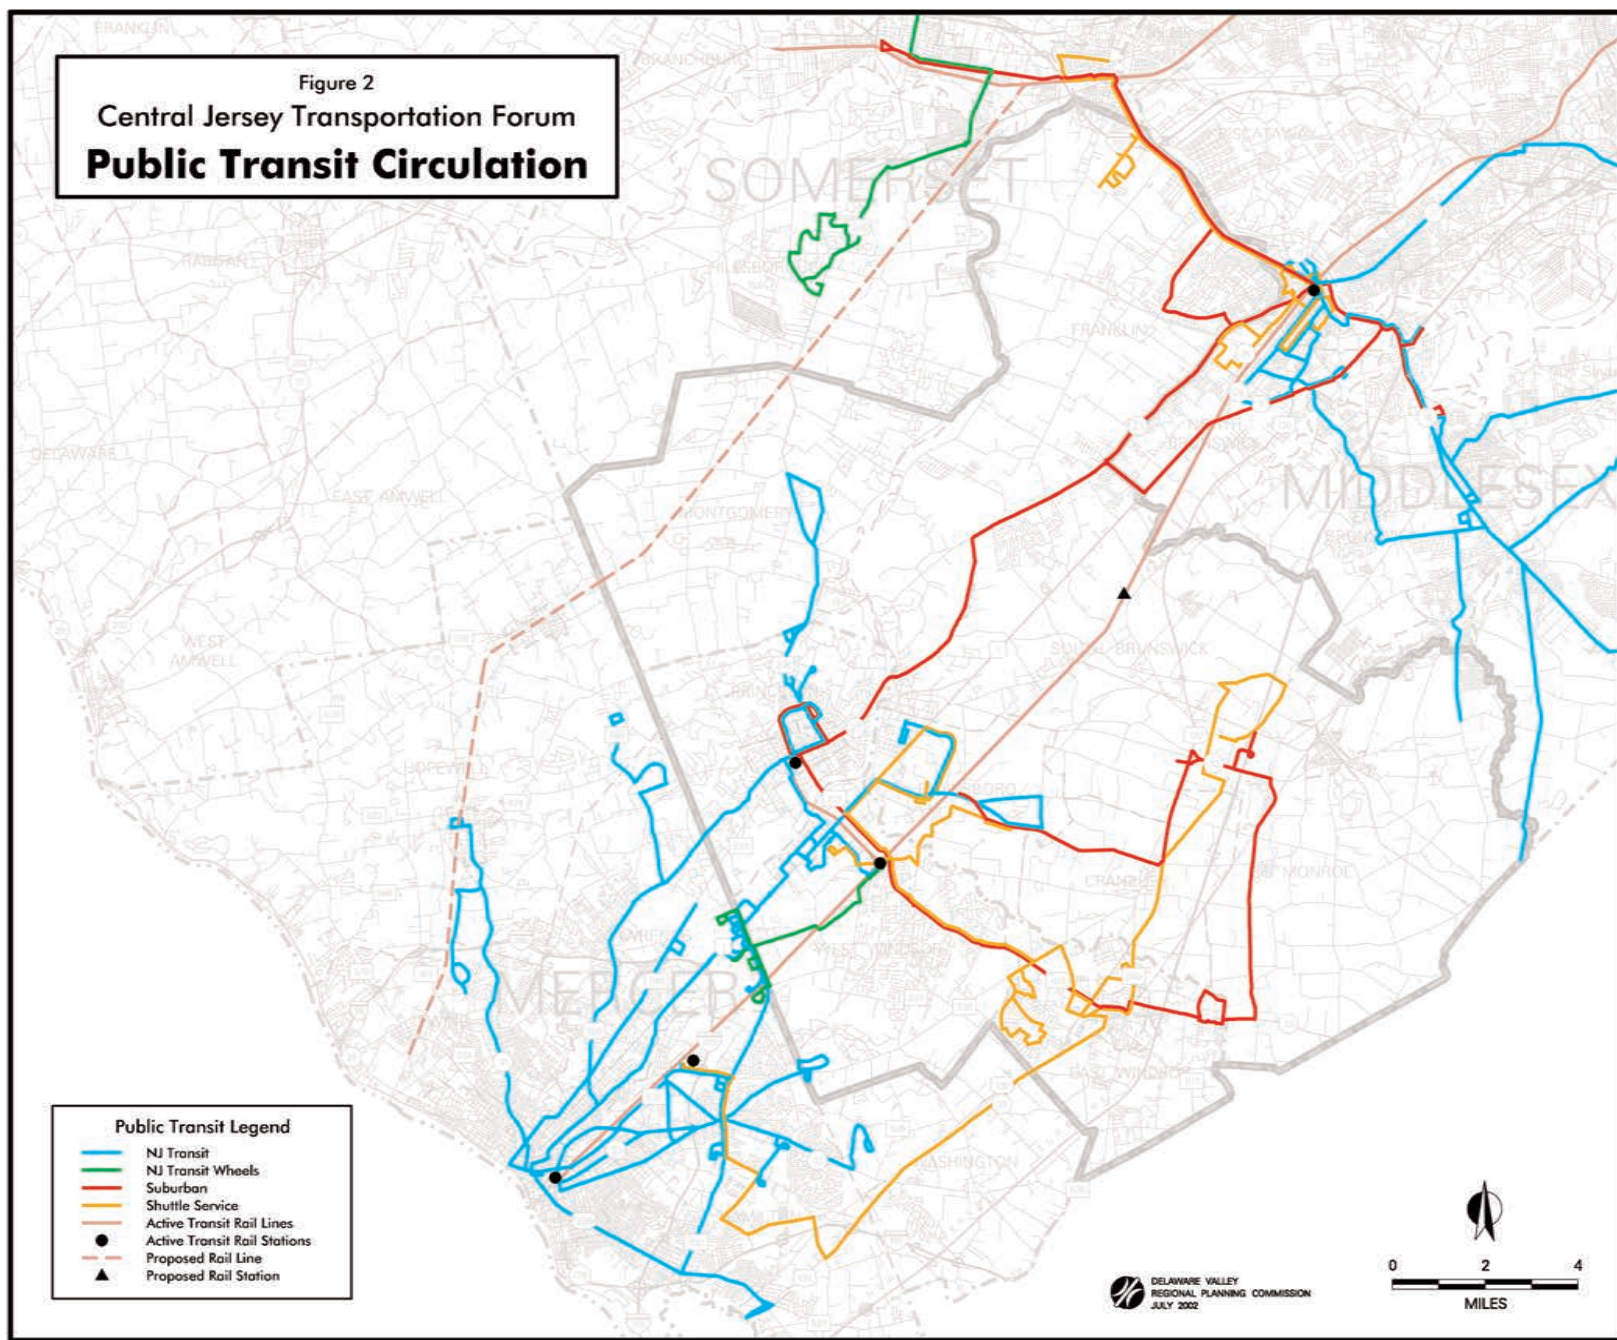 Figure 2
Central Jersey Transportation Forum
Public Transit Circulation
FRANKLIN
BRANCHBURG
SOMERSET
RARITAN
FRANKLIN
DELAWARE
EAST AMWELL
MONTGOMERY
MIDDLESEX
WEST
AMWELL
SOUTH BRUNSWICK
HOPEWELL
MONROE
WEST WINDSOR
MERCER
EAST WINDSOR
WASHINGTON
Public Transit Legend
NJ Transit
NJ Transit Wheels
Suburban
Shuttle Service
Active Transit Rail Lines
Active Transit Rail Stations
Proposed Rail Line
Proposed Rail Station
DELAWARE VALLEY
REGIONAL PLANNING COMMISSION
JULY 2002
0 2 4
MILES